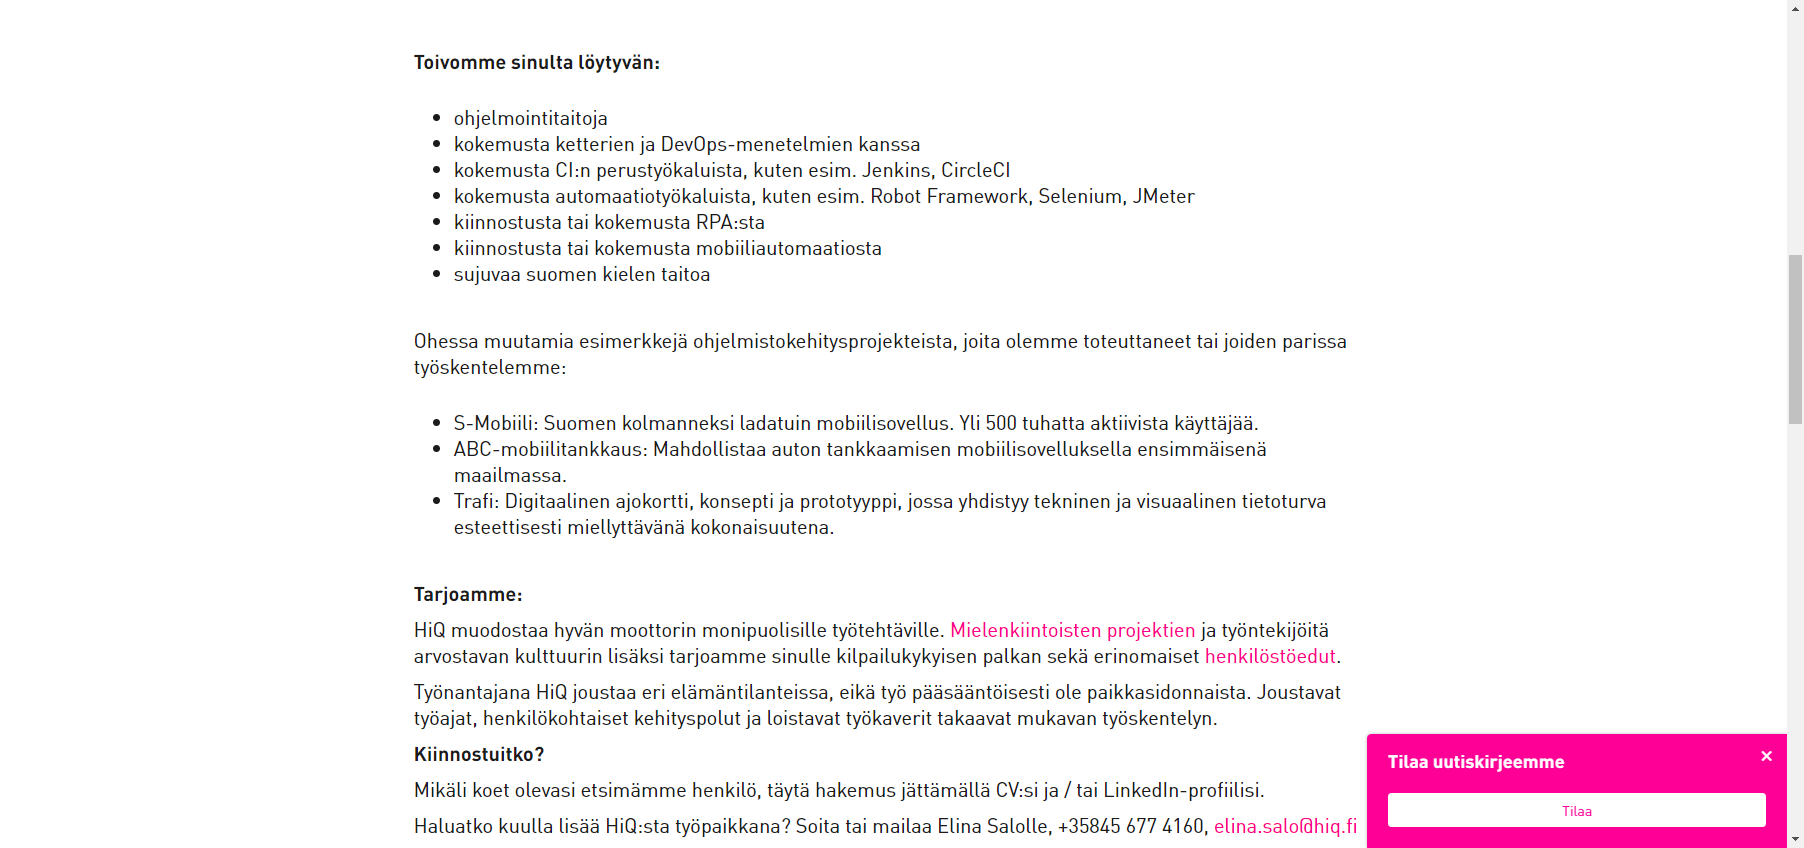 Toivomme sinulta löytyvän:
ohjelmointitaitoja
kokemusta ketterien ja DevOps-menetelmien kanssa
kokemusta CI:n perustyökaluista, kuten esim. Jenkins, CircleCI
kokemusta automaatiotyökaluista, kuten esim. Robot Framework, Selenium, JMeter
kiinnostusta tai kokemusta RPA:sta
kiinnostusta tai kokemusta mobiiliautomaatiosta
sujuvaa suomen kielen taitoa
Ohessa muutamia esimerkkejä ohjelmistokehitysprojekteista, joita olemme toteuttaneet tai joiden parissa
työskentelemme:
S-Mobiili: Suomen kolmanneksi ladatuin mobiilisovellus. Yli 500 tuhatta aktiivista käyttäjää.
ABC-mobiilitankkaus: Mahdollistaa auton tankkaamisen mobiilisovelluksella ensimmäisenä
maailmassa.
Trafi: Digitaalinen ajokortti, konsepti ja prototyyppi, jossa yhdistyy tekninen ja visuaalinen tietoturva
esteettisesti miellyttävänä kokonaisuutena.
Tarjoamme:
HiQ muodostaa hyvän moottorin monipuolisille työtehtäville. Mielenkiintoisten projektien ja työntekijöitä
arvostavan kulttuurin lisäksi tarjoamme sinulle kilpailukykyisen palkan sekä erinomaiset henkilöstöedut.
Työnantajana HiQ joustaa eri elämäntilanteissa, eikä työ pääsääntöisesti ole paikkasidonnaista. Joustavat
työajat, henkilökohtaiset kehityspolut ja loistavat työkaverit takaavat mukavan työskentelyn.
Kiinnostuitko?
Mikäli koet olevasi etsimämme henkilö, täytä hakemus jättämällä CV:si ja / tai LinkedIn-profiilisi.
Haluatko kuulla lisää HiQ:sta työpaikkana? Soita tai mailaa Elina Salolle, +35845 677 4160, elina.salo@hiq.fi
Tilaa uutiskirjeemme
×
Tilaa